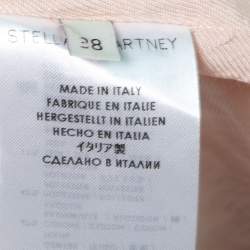 STELLA McCARTNEY
38
MADE IN ITALY
FABRIQUE EN ITALIE
HERGESTELLT IN ITALIEN
HECHO EN ITALIA
イタリア製
СДЕЛАНО В ИТАЛИИ